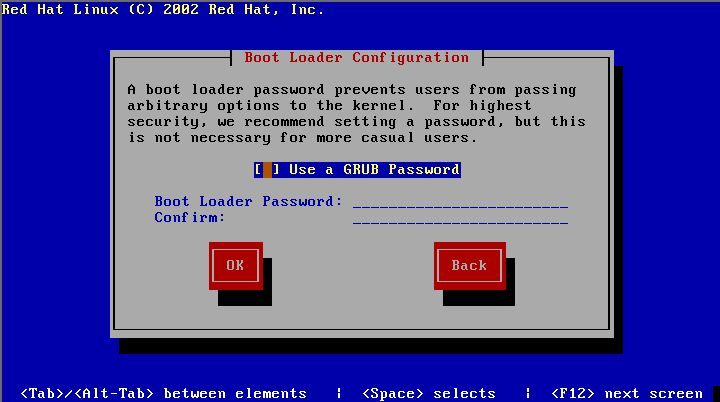 Red Hat Linux (C) 2002 Red Hat, Inc.
Boot Loader Configuration
A boot loader password prevents users from passing
arbitrary options to the kernel.  For highest
security, we recommend setting a password, but this
is not necessary for more casual users.
[ ] Use a GRUB Password
Boot Loader Password: ________________________
Confirm:              ________________________
OK    Back
<Tab>/<Alt-Tab> between elements   |  <Space> selects   |  <F12> next screen